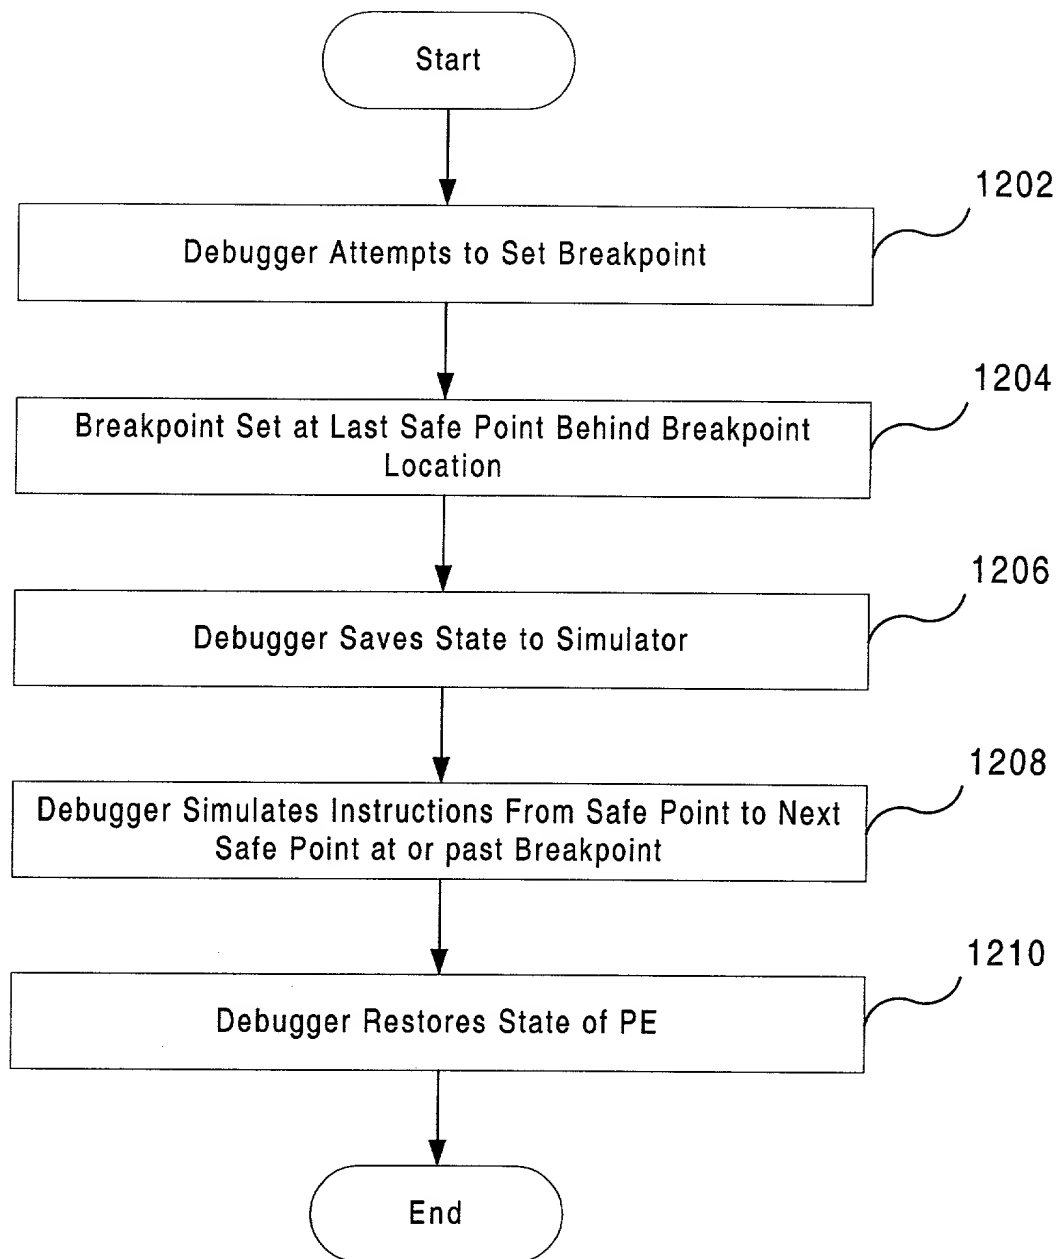 Start
1202
Debugger Attempts to Set Breakpoint
1204
Breakpoint Set at Last Safe Point Behind Breakpoint
Location
1206
Debugger Saves State to Simulator
1208
Debugger Simulates Instructions From Safe Point to Next
Safe Point at or past Breakpoint
1210
Debugger Restores State of PE
End